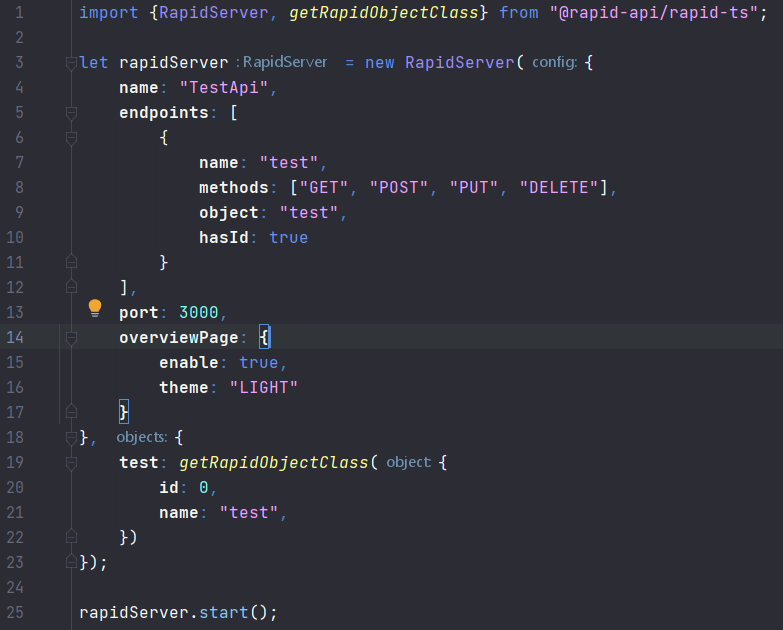 1 import {RapidServer, getRapidObjectClass} from "@rapid-api/rapid-ts";
2
3 let rapidServer : RapidServer = new RapidServer( config: {
4     name: "TestApi",
5     endpoints: [
6         {
7             name: "test",
8             methods: ["GET", "POST", "PUT", "DELETE"],
9             object: "test",
10             hasId: true
11         }
12     ],
13     port: 3000,
14     overviewPage: {
15         enable: true,
16         theme: "LIGHT"
17     }
18 }, objects: {
19     test: getRapidObjectClass( object: {
20         id: 0,
21         name: "test",
22     })
23 });
24
25 rapidServer.start();